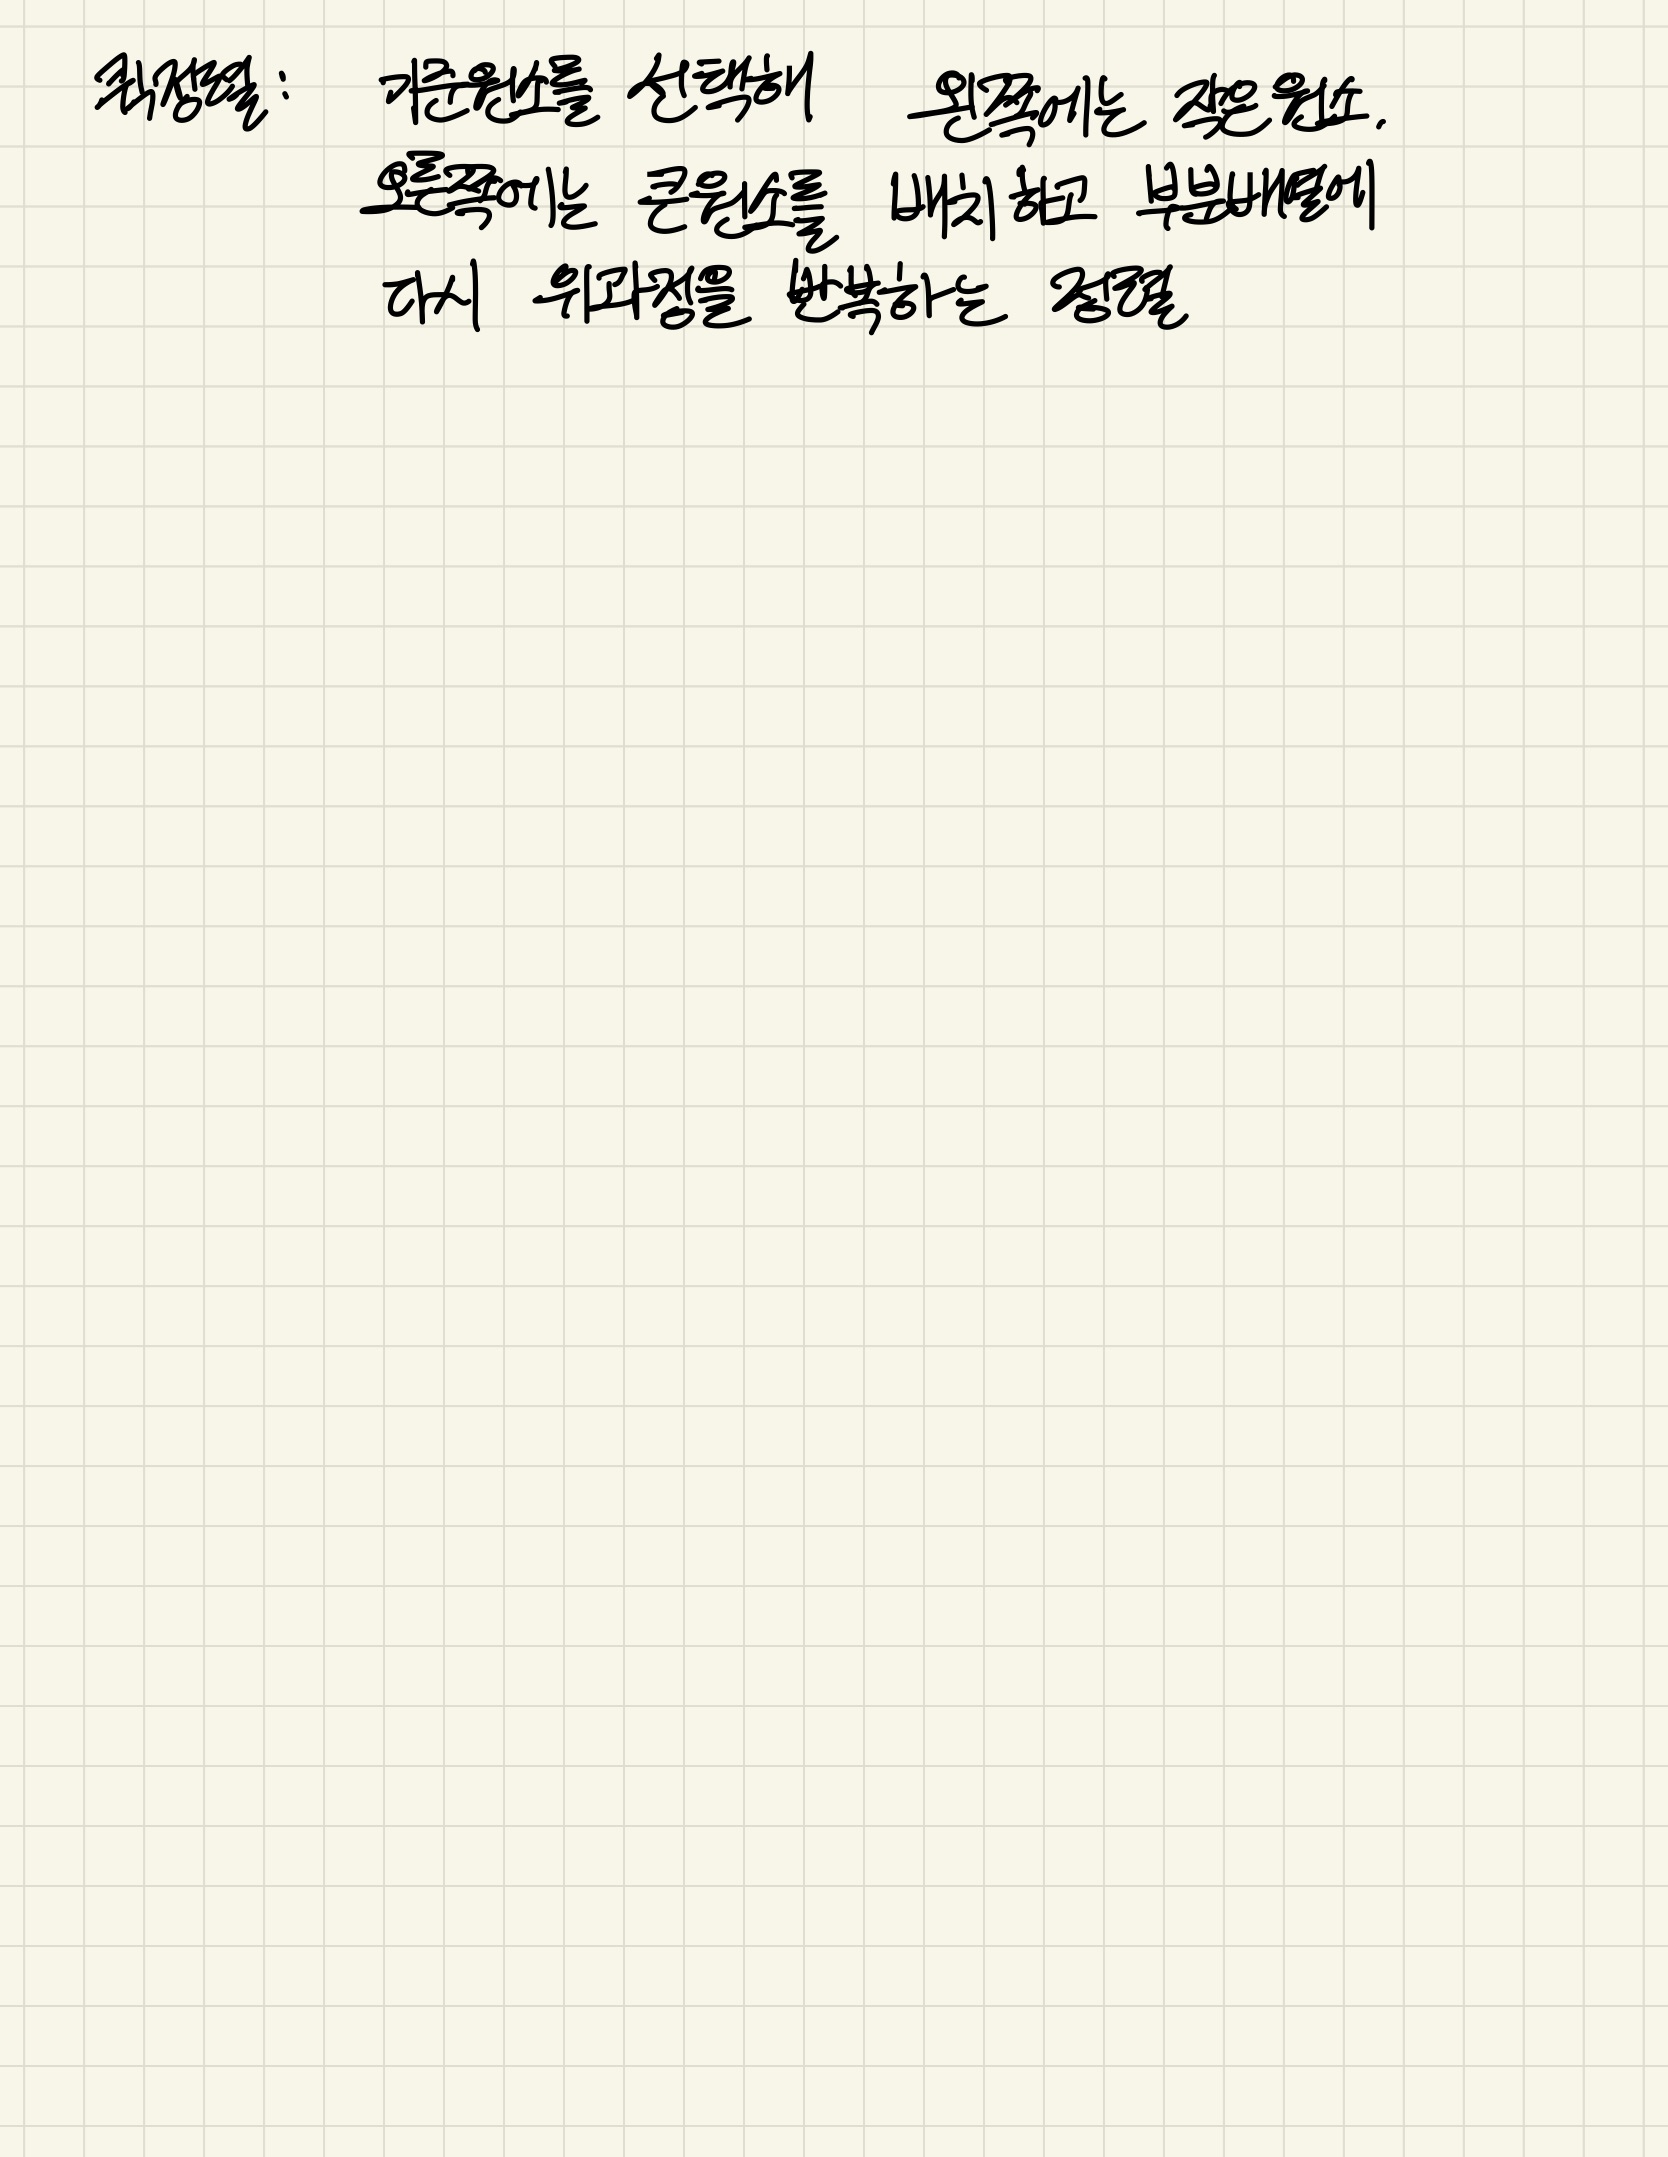 퀵정렬: 기준원소를 선택해 왼쪽에는 작은원소.
오른쪽에는 큰원소를 배치하고 부분배열에
다시 위과정을 반복하는 정렬